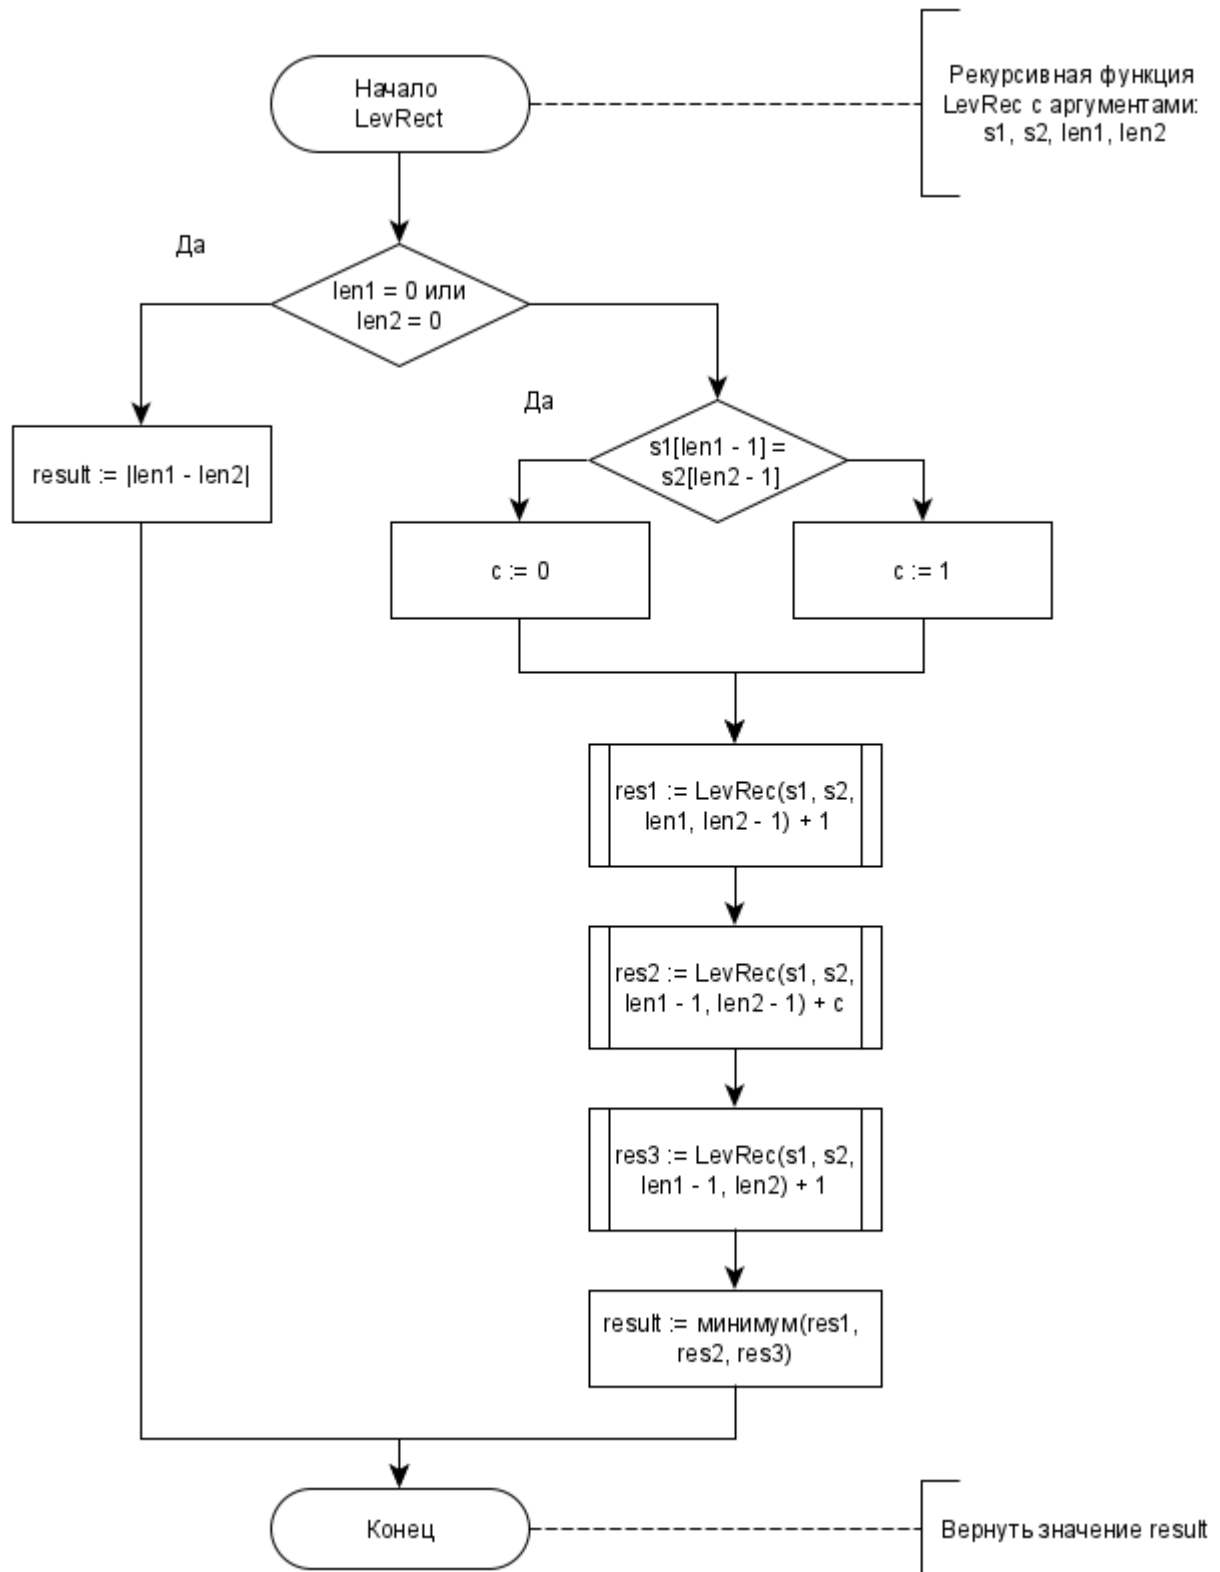 Начало
LevRect
Рекурсивная функция
LevRec с аргументами:
s1, s2, len1, len2
Да
len1 = 0 или
len2 = 0
Да
s1[len1 - 1] =
s2[len2 - 1]
result := |len1 - len2|
c := 0
c := 1
res1 := LevRec(s1, s2,
len1, len2 - 1) + 1
res2 := LevRec(s1, s2,
len1 - 1, len2 - 1) + c
res3 := LevRec(s1, s2,
len1 - 1, len2) + 1
result := минимум(res1,
res2, res3)
Конец
Вернуть значение result